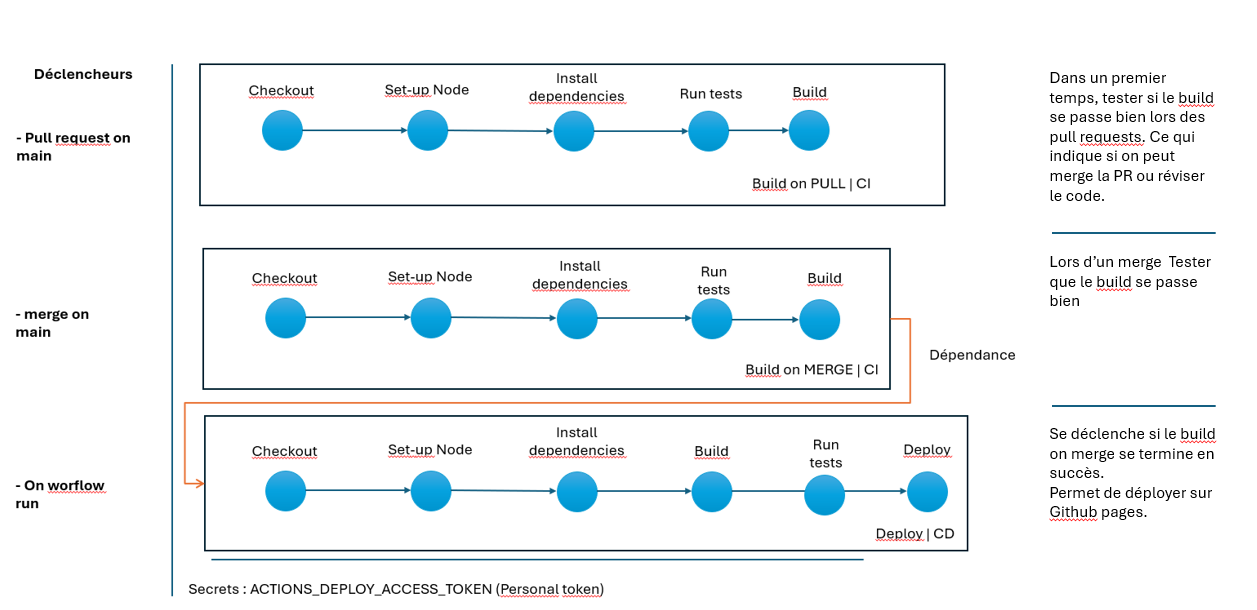 Déclencheurs
- Pull request on
main
Checkout
Set-up Node
Install
dependencies
Run tests
Build
Build on PULL | CI
Dans un premier
temps, tester si le build
se passe bien lors des
pull requests. Ce qui
indique si on peut
merge la PR ou réviser
le code.
- merge on
main
Checkout
Set-up Node
Install
dependencies
Run
tests
Build
Build on MERGE | CI
Dépendance
Lors d’un merge  Tester
que le build se passe
bien
- On worflow
run
Checkout
Set-up Node
Install
dependencies
Build
Run
tests
Deploy
Deploy | CD
Se déclenche si le build
on merge se termine en
succès.
Permet de déployer sur
Github pages.
Secrets : ACTIONS_DEPLOY_ACCESS_TOKEN (Personal token)